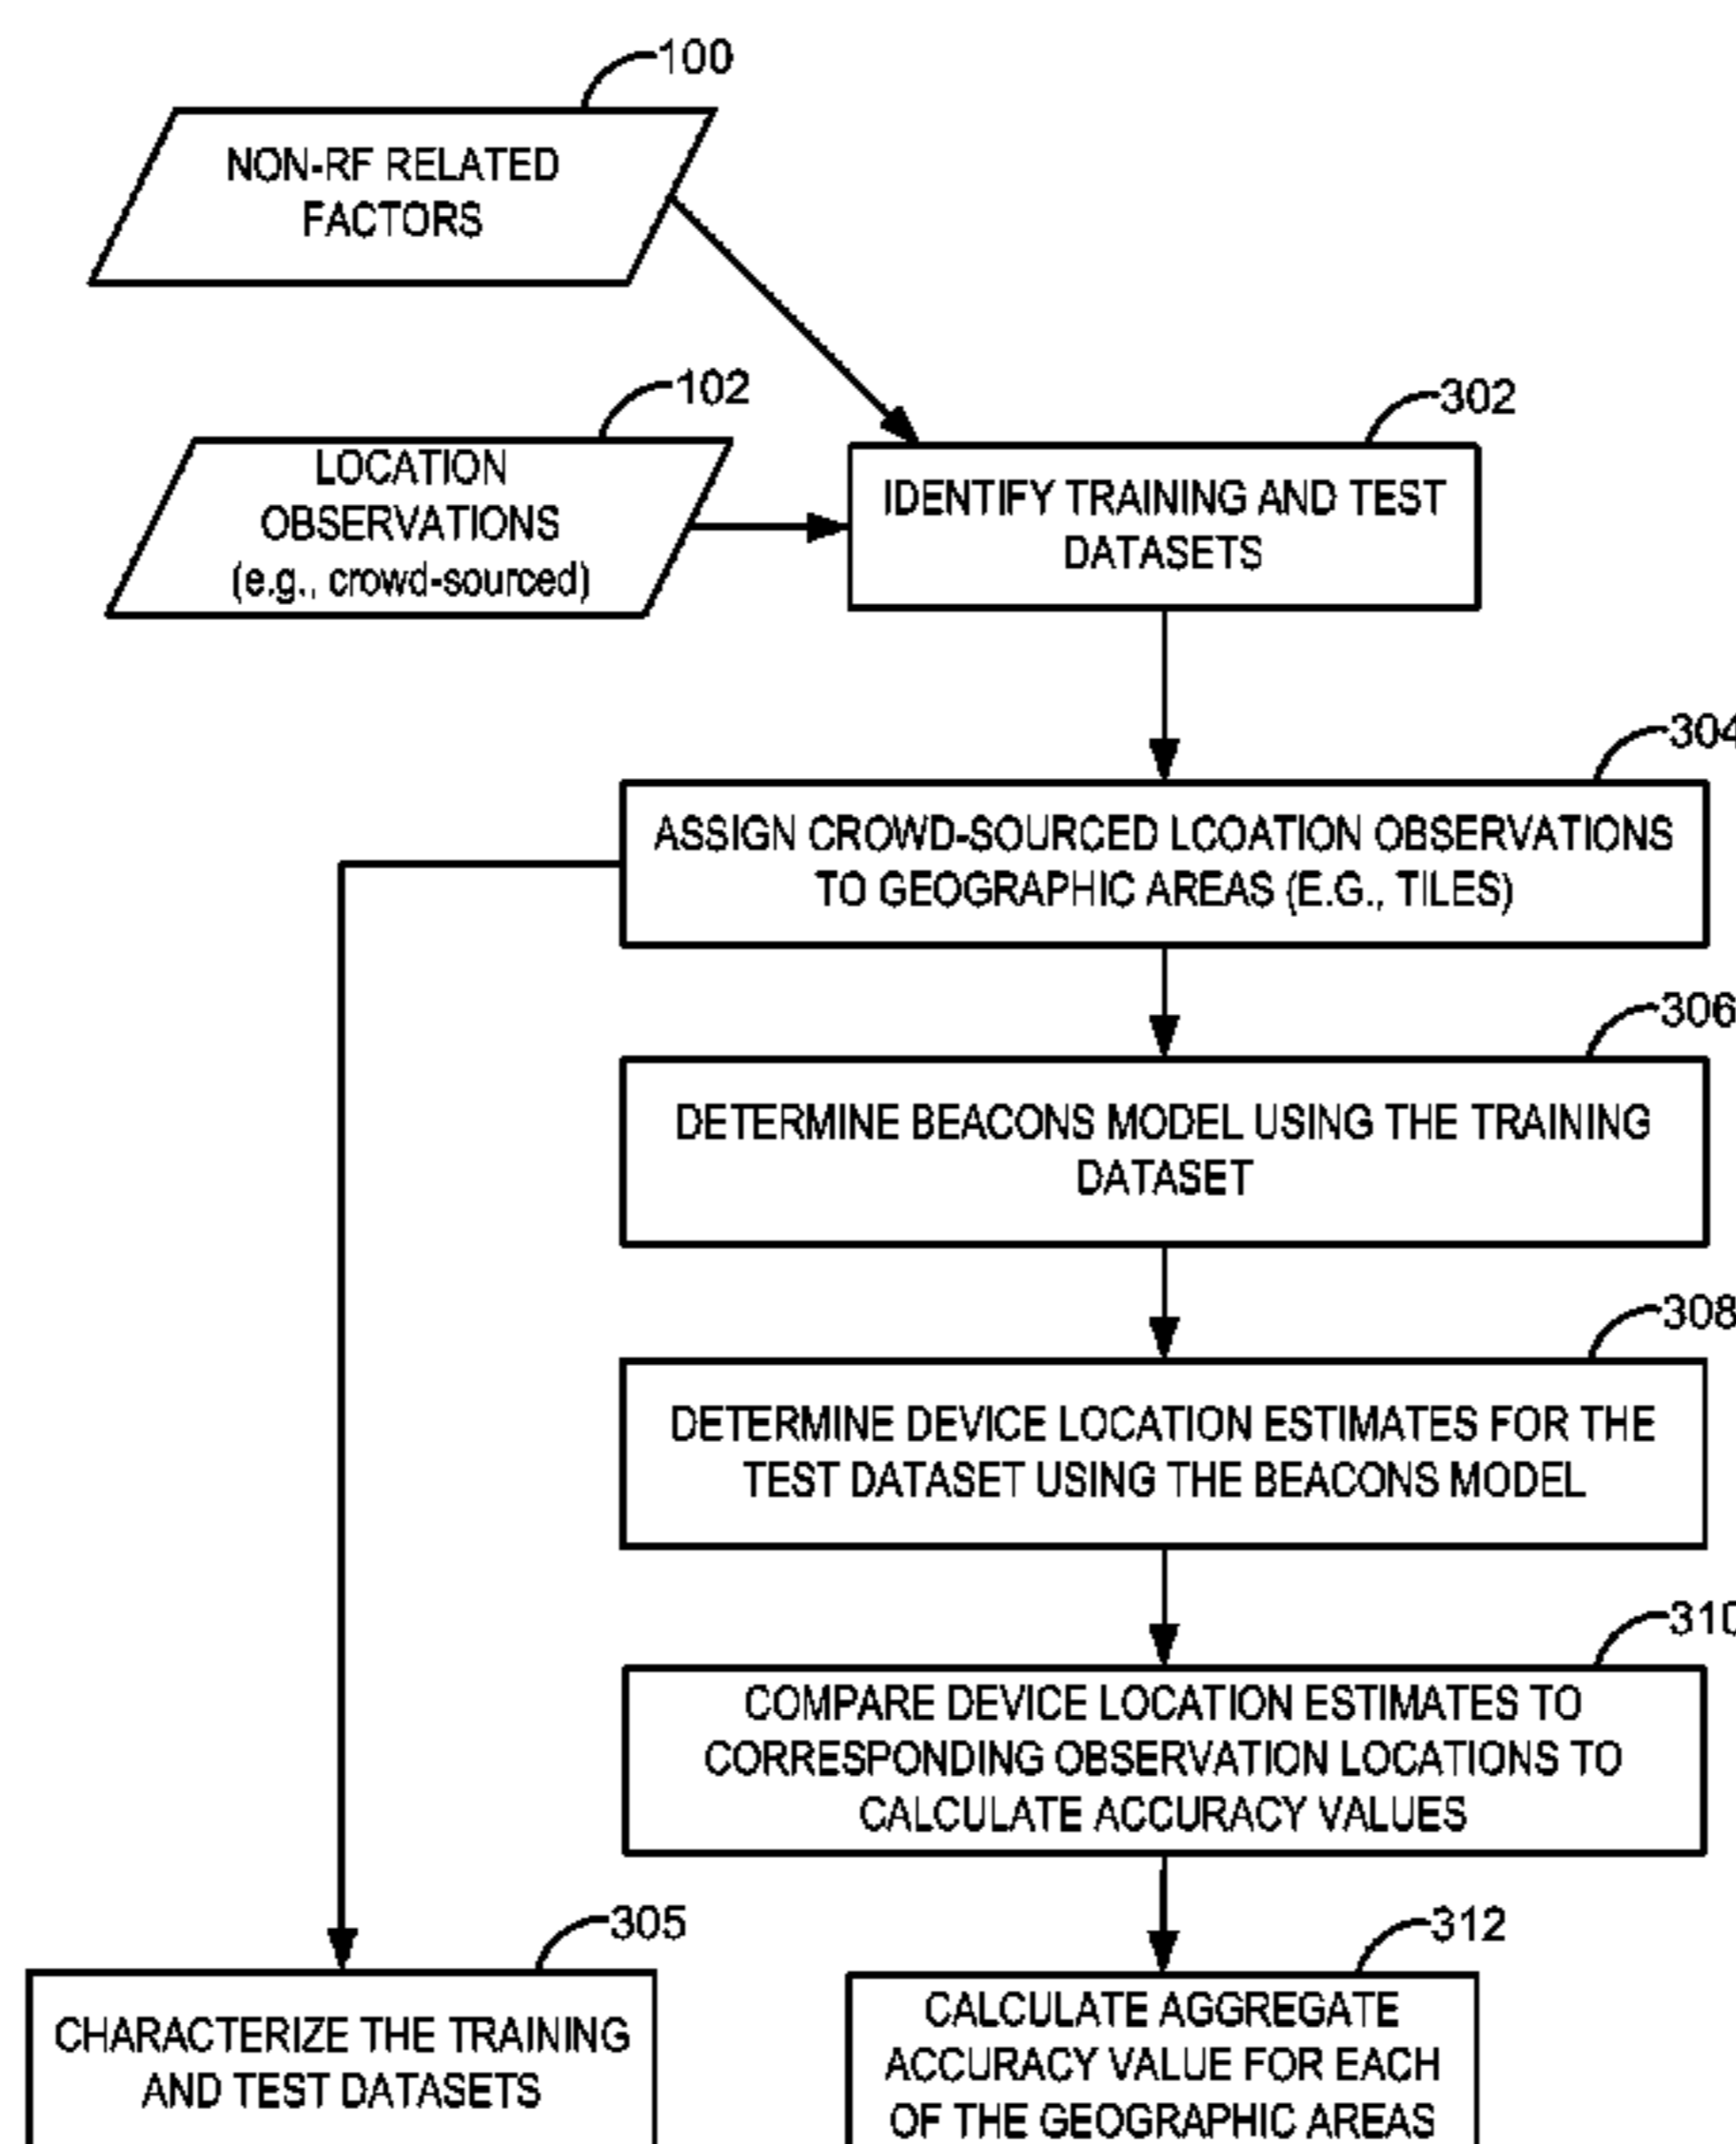 100
NON-RF RELATED
FACTORS
102
LOCATION
OBSERVATIONS
(e.g., crowd-sourced)
302
IDENTIFY TRAINING AND TEST
DATASETS
304
ASSIGN CROWD-SOURCED LCOATION OBSERVATIONS
TO GEOGRAPHIC AREAS (E.G., TILES)
306
DETERMINE BEACONS MODEL USING THE TRAINING
DATASET
308
DETERMINE DEVICE LOCATION ESTIMATES FOR THE
TEST DATASET USING THE BEACONS MODEL
310
COMPARE DEVICE LOCATION ESTIMATES TO
CORRESPONDING OBSERVATION LOCATIONS TO
CALCULATE ACCURACY VALUES
305
CHARACTERIZE THE TRAINING
AND TEST DATASETS
312
CALCULATE AGGREGATE
ACCURACY VALUE FOR EACH
OF THE GEOGRAPHIC AREAS